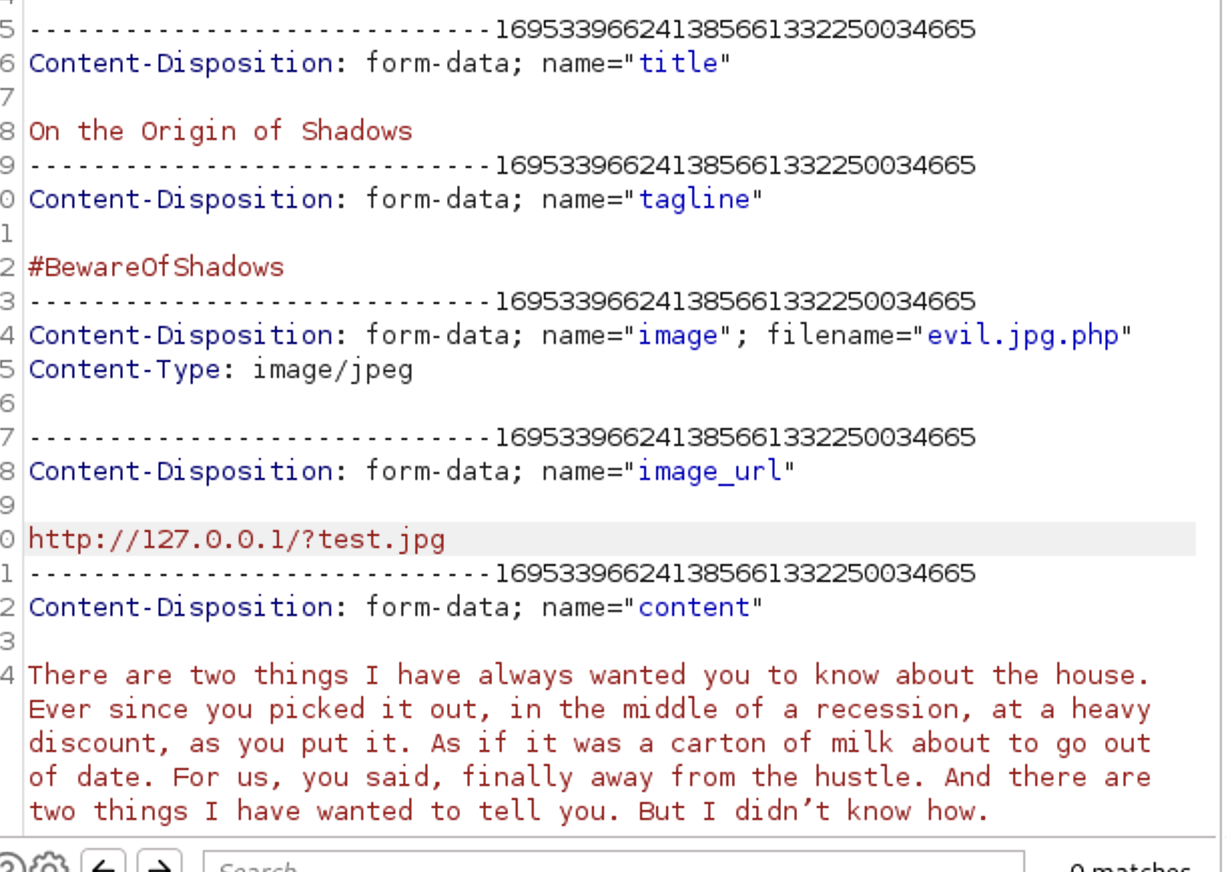 5 -----------------------------169533966241385661332250034665
6 Content-Disposition: form-data; name="title"
7
8 On the Origin of Shadows
9 -----------------------------169533966241385661332250034665
0 Content-Disposition: form-data; name="tagline"
1
2 #BewareOfShadows
3 -----------------------------169533966241385661332250034665
4 Content-Disposition: form-data; name="image"; filename="evil.jpg.php"
5 Content-Type: image/jpeg
6
7 -----------------------------169533966241385661332250034665
8 Content-Disposition: form-data; name="image_url"
9
0 http://127.0.0.1/?test.jpg
1 -----------------------------169533966241385661332250034665
2 Content-Disposition: form-data; name="content"
3
4 There are two things I have always wanted you to know about the house.
Ever since you picked it out, in the middle of a recession, at a heavy
discount, as you put it. As if it was a carton of milk about to go out
of date. For us, you said, finally away from the hustle. And there are
two things I have wanted to tell you. But I didn’t know how.
Search...
0 matches